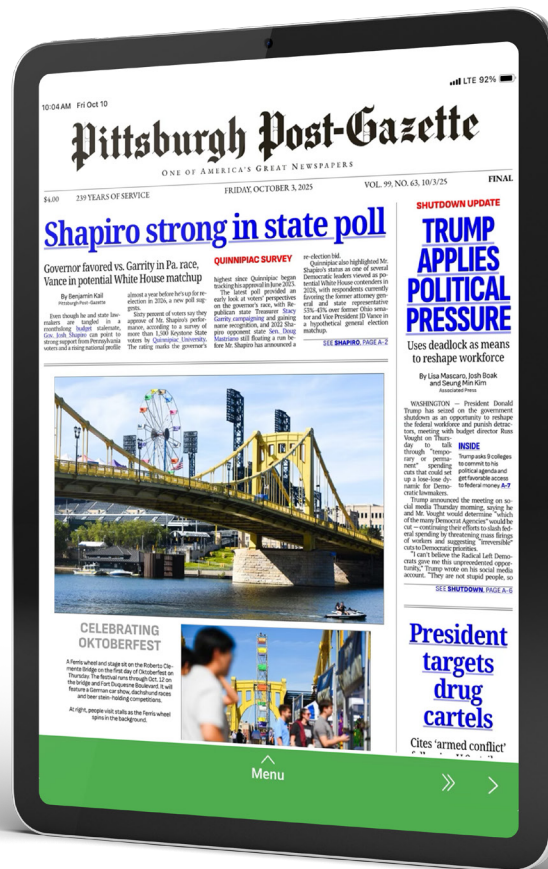 10:04 AM Fri Oct 10
LTE 92%
Pittsburgh Post-Gazette
ONE OF AMERICA'S GREAT NEWSPAPERS
$4.00 239 YEARS OF SERVICE FRIDAY, OCTOBER 3, 2025 VOL. 99, NO. 63, 10/3/25 FINAL
Shapiro strong in state poll
Governor favored vs. Garrity in Pa. race,
Vance in potential White House matchup
By Benjamin Kail
Pittsburgh Post-Gazette
Even though he and state law-
makers are tangled in a
monthslong budget stalemate,
Gov. Josh Shapiro can point to
strong support from Pennsylvania
voters and a rising national profile
almost a year before he's up for re-
election in 2026, a new poll sug-
gests.
Sixty percent of voters say they
approve of Mr. Shapiro's perfor-
mance, according to a survey of
more than 1,500 Keystone State
voters by Quinnipiac University.
The rating marks the governor's
QUINNIPIAC SURVEY
highest since Quinnipiac began
tracking his approval in June 2023.
The latest poll provided an
early look at voters' perspectives
on the governor's race, with Re-
publican state Treasurer Stacy
Garrity campaigning and gaining
name recognition, and 2022 Sha-
piro opponent state Sen. Doug
Mastriano still floating a run be-
fore Mr. Shapiro has announced a
re-election bid.
Quinnipiac also highlighted Mr.
Shapiro's status as one of several
Democratic leaders viewed as po-
tential White House contenders in
2028, with respondents currently
favoring the former attorney gen-
eral and state representative
53%-43% over former Ohio sena-
tor and Vice President JD Vance in
a hypothetical general election
matchup.
SEE SHAPIRO, PAGE A-2
CELEBRATING
OKTOBERFEST
A Ferris wheel and stage sit on the Roberto Cle-
mente Bridge on the first day of Oktoberfest on
Thursday. The festival runs through Oct. 12 on
the bridge and Fort Duquesne Boulevard. It will
feature a German car show, dachshund races
and beer stein-holding competitions.
At right, people visit stalls as the Ferris wheel
spins in the background.
SHUTDOWN UPDATE
TRUMP
APPLIES
POLITICAL
PRESSURE
Uses deadlock as means
to reshape workforce
By Lisa Mascaro, Josh Boak
and Seung Min Kim
Associated Press
WASHINGTON — President Donald
Trump has seized on the government
shutdown as an opportunity to reshape
the federal workforce and punish detrac-
tors, meeting with budget director Russ
Vought on Thurs-
day to talk
through "tempo-
rary or perma-
nent" spending
cuts that could set
up a lose-lose dy-
namic for Demo-
cratic lawmakers.
INSIDE
Trump asks 9 colleges
to commit to his
political agenda and
get favorable access
to federal money. A-7
Trump announced the meeting on so-
cial media Thursday morning, saying he
and Mr. Vought would determine "which
of the many Democrat Agencies" would be
cut — continuing their efforts to slash fed-
eral spending by threatening mass firings
of workers and suggesting "irreversible"
cuts to Democratic priorities.
"I can't believe the Radical Left Demo-
crats gave me this unprecedented oppor-
tunity," Trump wrote on his social media
account. "They are not stupid people, so
SEE SHUTDOWN, PAGE A-6
President
targets
drug
cartels
Cites 'armed conflict'
Menu